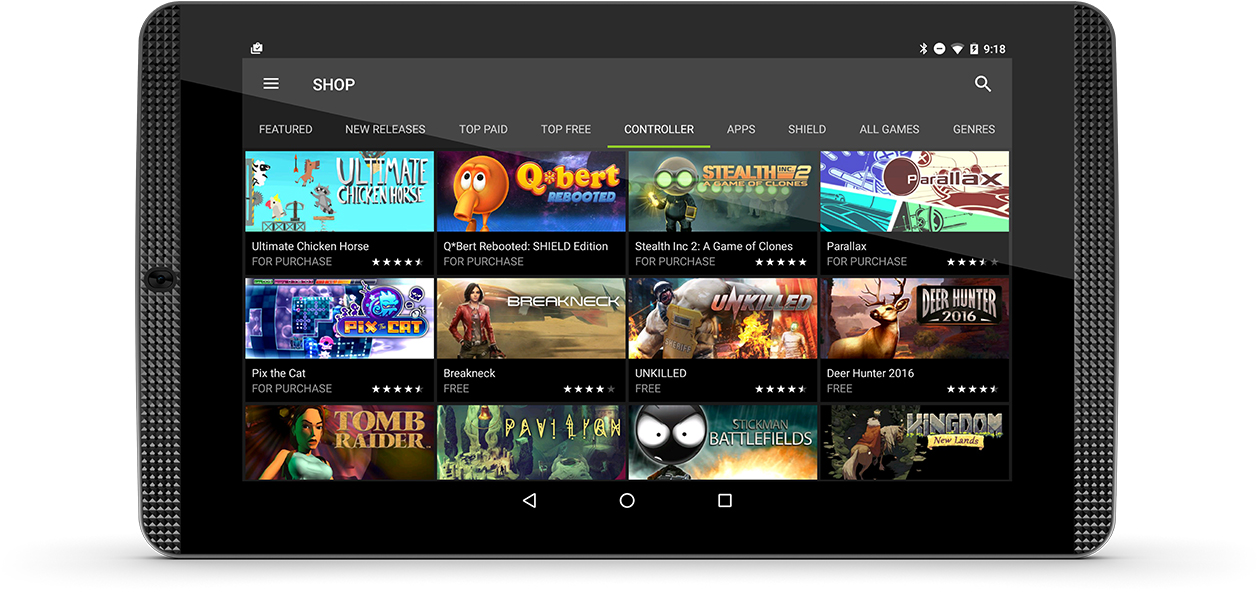 9:18
SHOP
FEATURED NEW RELEASES TOP PAID TOP FREE CONTROLLER APPS SHIELD ALL GAMES GENRES
ULTIMATE CHICKEN HORSE
Q*bert REBOOTED
STEALTH INC 2 A GAME OF CLONES
Parallax
Ultimate Chicken Horse
FOR PURCHASE
Q*Bert Rebooted: SHIELD Edition
FOR PURCHASE
Stealth Inc 2: A Game of Clones
FOR PURCHASE
Parallax
FOR PURCHASE
PIX THE CAT
BREAKNECK
UNKILLED
SHERIFF
DEER HUNTER 2016
Pix the Cat
FOR PURCHASE
Breakneck
FREE
UNKILLED
FREE
Deer Hunter 2016
FREE
TOMB RAIDER
PAVILION
STICKMAN BATTLEFIELDS
KINGDOM New Lands